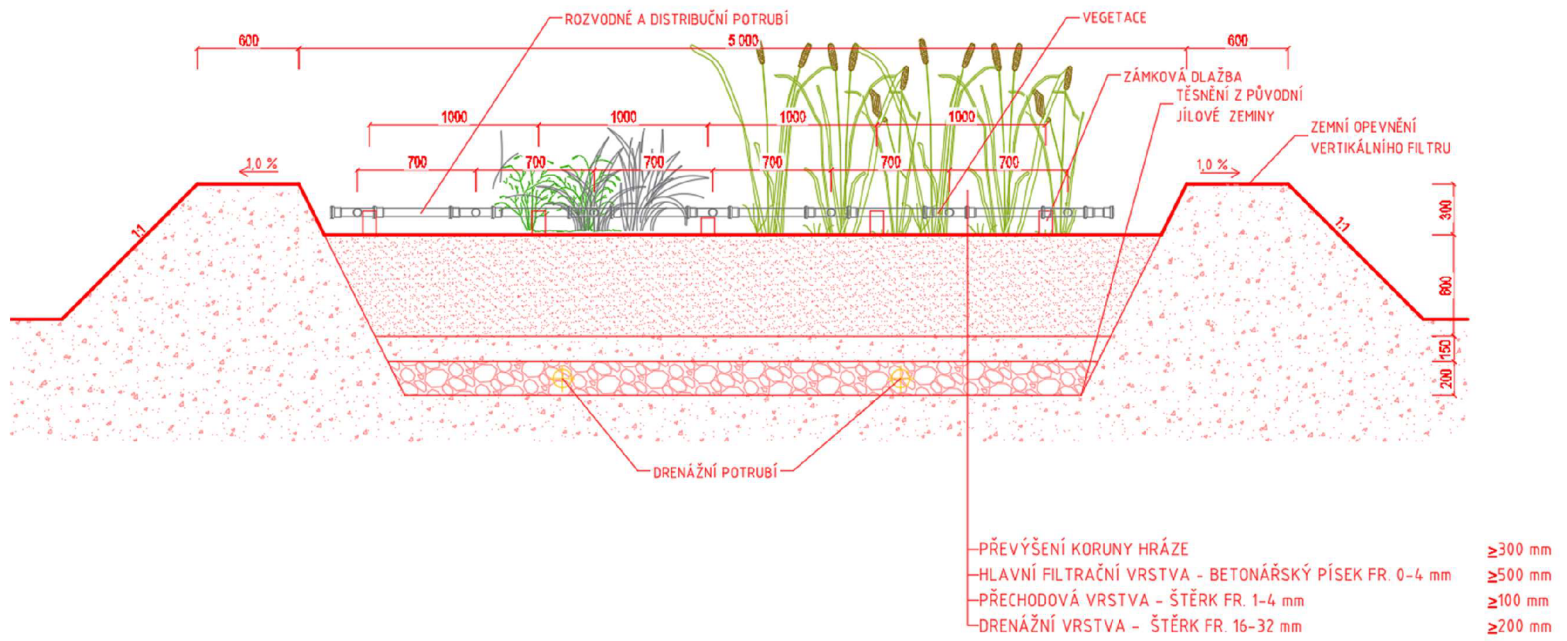 ROZVODNÉ A DISTRIBUČNÍ POTRUBÍ
VEGETACE
600
5 000
600
ZÁMKOVÁ DLAŽBA
TĚSNĚNÍ Z PŮVODNÍ
JÍLOVÉ ZEMINY
ZEMNÍ OPEVNĚNÍ
VERTIKÁLNÍHO FILTRU
1000
1000
1000
1000
700
700
700
700
700
700
1,0 %
1,0 %
1:1
1:1
300
600
150
200
DRENÁŽNÍ POTRUBÍ
PŘEVÝŠENÍ KORUNY HRÁZE ≥300 mm
HLAVNÍ FILTRAČNÍ VRSTVA - BETONÁŘSKÝ PÍSEK FR. 0-4 mm ≥500 mm
PŘECHODOVÁ VRSTVA - ŠTĚRK FR. 1-4 mm ≥100 mm
DRENÁŽNÍ VRSTVA - ŠTĚRK FR. 16-32 mm ≥200 mm